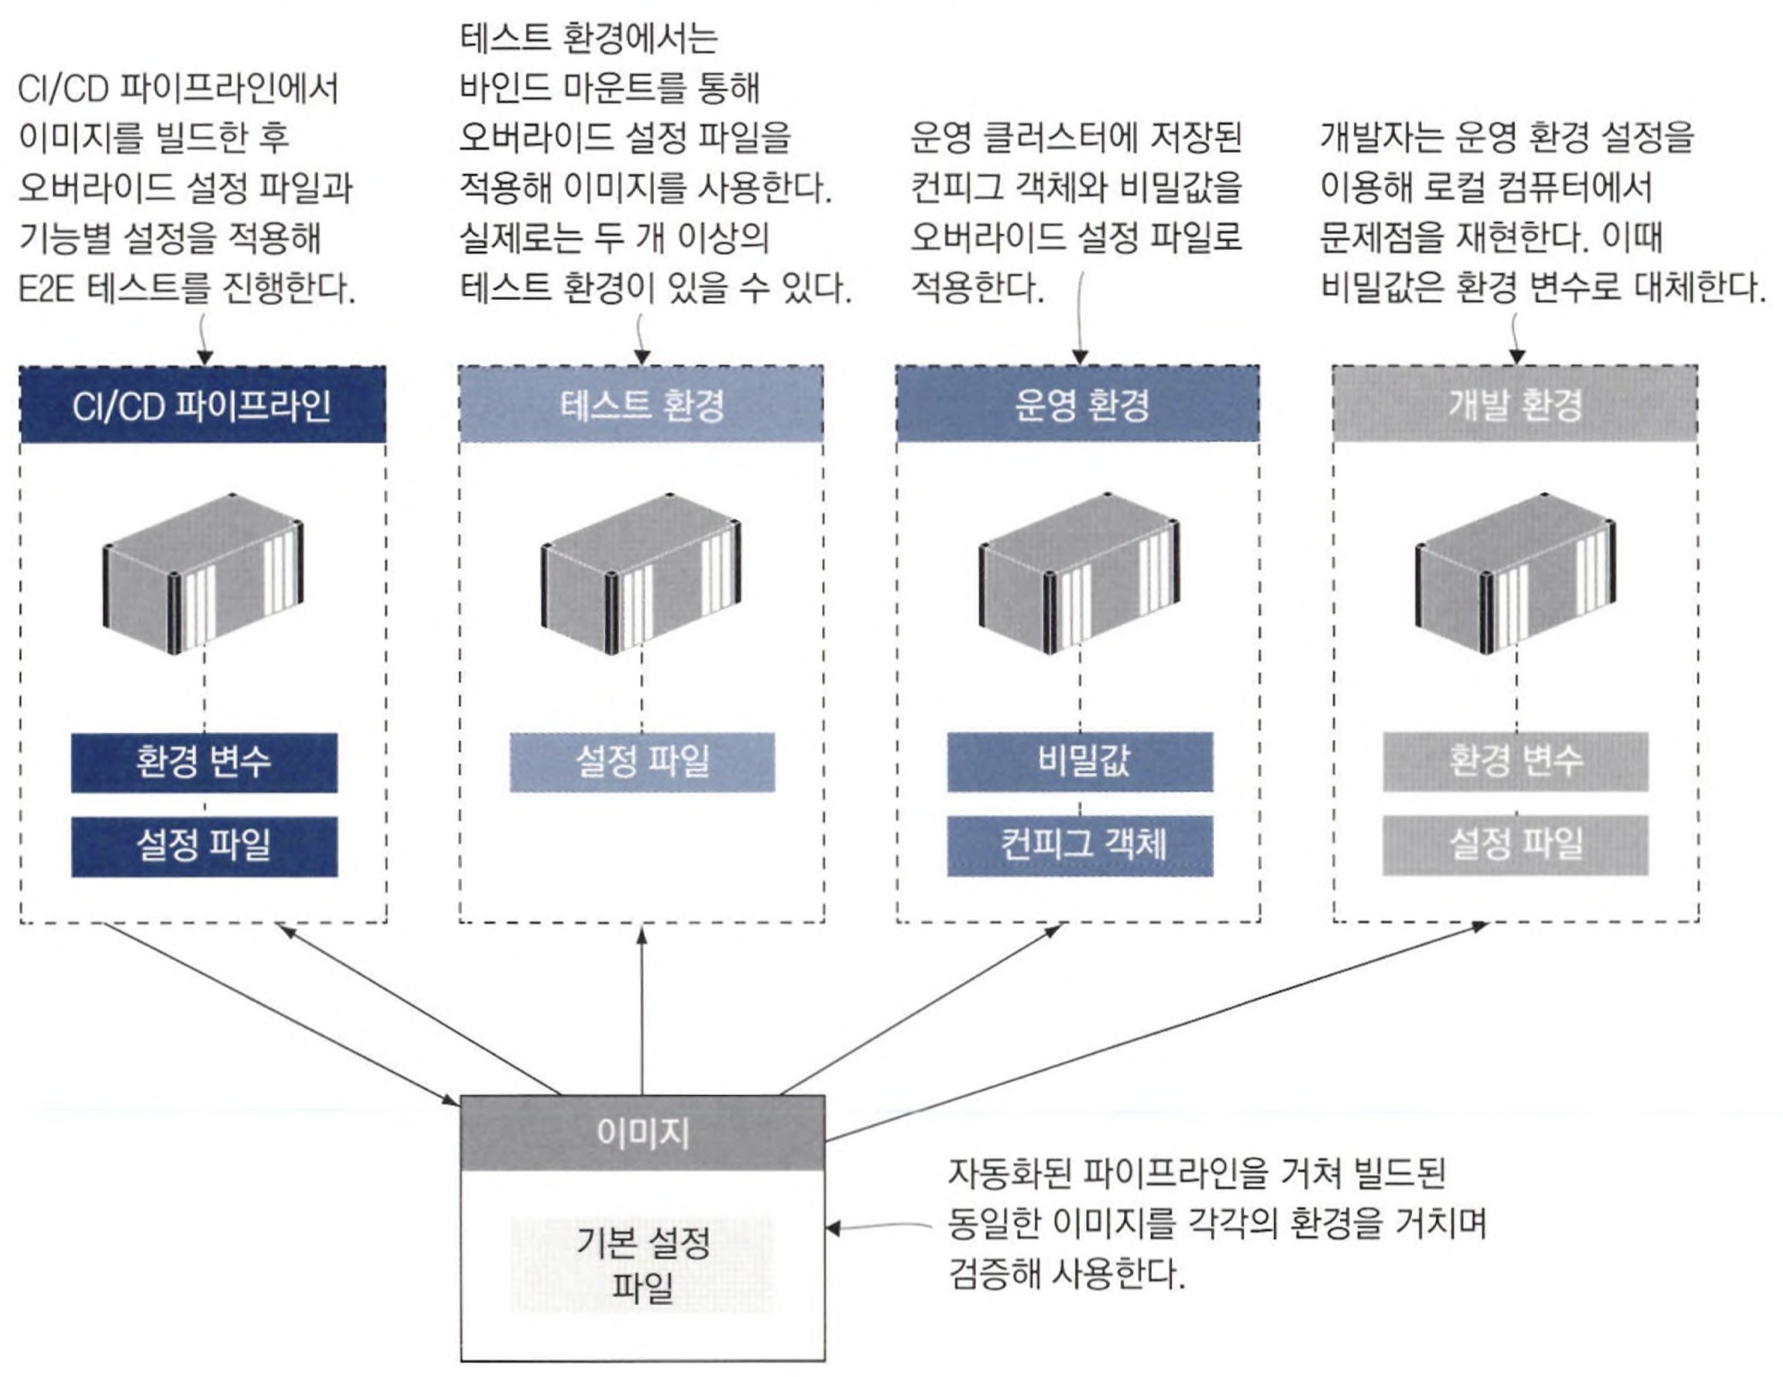 CI/CD 파이프라인에서
이미지를 빌드한 후
오버라이드 설정 파일과
기능별 설정을 적용해
E2E 테스트를 진행한다.
테스트 환경에서는
바인드 마운트를 통해
오버라이드 설정 파일을
적용해 이미지를 사용한다.
실제로는 두 개 이상의
테스트 환경이 있을 수 있다.
운영 클러스터에 저장된
컨피그 객체와 비밀값을
오버라이드 설정 파일로
적용한다.
개발자는 운영 환경 설정을
이용해 로컬 컴퓨터에서
문제점을 재현한다. 이때
비밀값은 환경 변수로 대체한다.
CI/CD 파이프라인
환경 변수
설정 파일
테스트 환경
설정 파일
운영 환경
비밀값
컨피그 객체
개발 환경
환경 변수
설정 파일
이미지
기본 설정
파일
자동화된 파이프라인을 거쳐 빌드된
동일한 이미지를 각각의 환경을 거치며
검증해 사용한다.